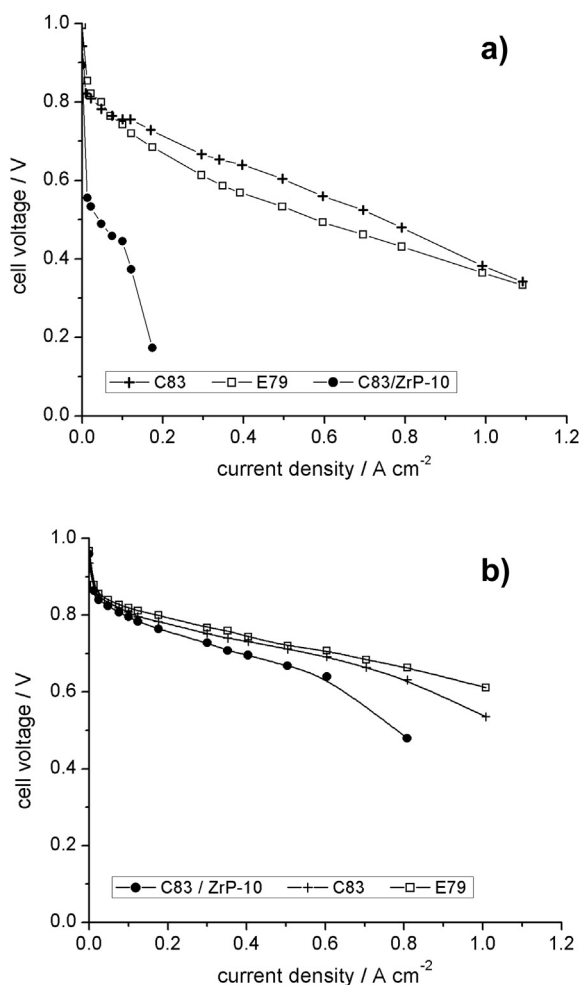 a)
1.0
0.8
0.6
0.4
0.2
0.0
cell voltage / V
C83 E79 C83/ZrP-10
0.0 0.2 0.4 0.6 0.8 1.0 1.2
current density / A cm⁻²
b)
1.0
0.8
0.6
0.4
0.2
0.0
cell voltage / V
C83 / ZrP-10 C83 E79
0.0 0.2 0.4 0.6 0.8 1.0 1.2
current density / A cm⁻²